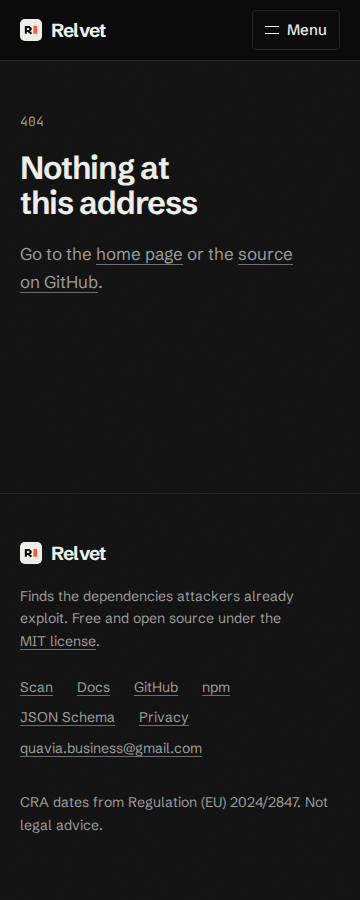 Relvet
Menu
404
Nothing at
this address
Go to the home page or the source
on GitHub.
Relvet
Finds the dependencies attackers already
exploit. Free and open source under the
MIT license.
Scan Docs GitHub npm
JSON Schema Privacy
quavia.business@gmail.com
CRA dates from Regulation (EU) 2024/2847. Not
legal advice.